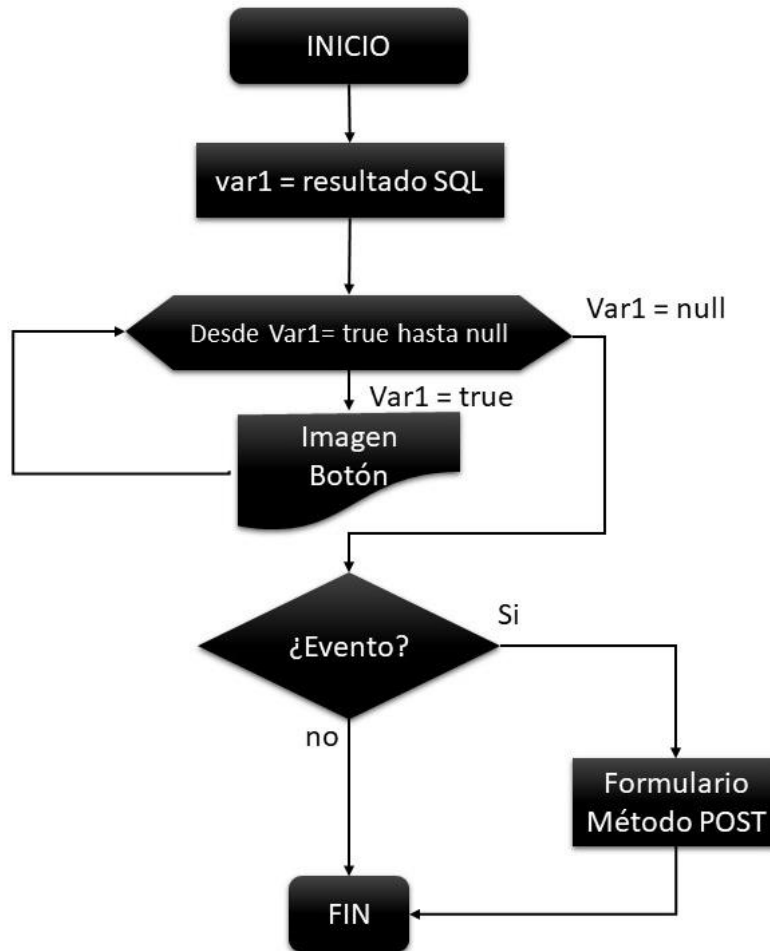 INICIO
var1 = resultado SQL
Var1 = null
Desde Var1= true hasta null
Var1 = true
Imagen
Botón
¿Evento?
Si
no
Formulario
Método POST
FIN